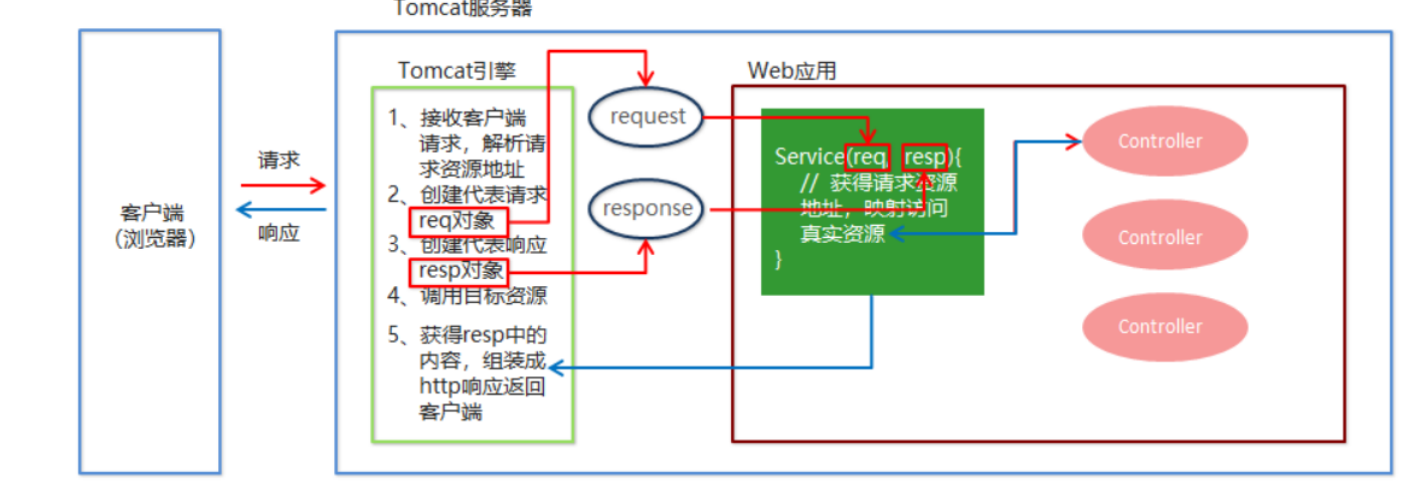 Tomcat服务器
Tomcat引擎
Web应用
1、接收客户端
请求，解析请
求资源地址
2、创建代表请求
req对象
3、创建代表响应
resp对象
4、调用目标资源
5、获得resp中的
内容，组装成
http响应返回
客户端
请求
响应
客户端
（浏览器）
request
response
Service(req, resp){
// 获得请求资源
地址，映射访问
真实资源
}
Controller
Controller
Controller